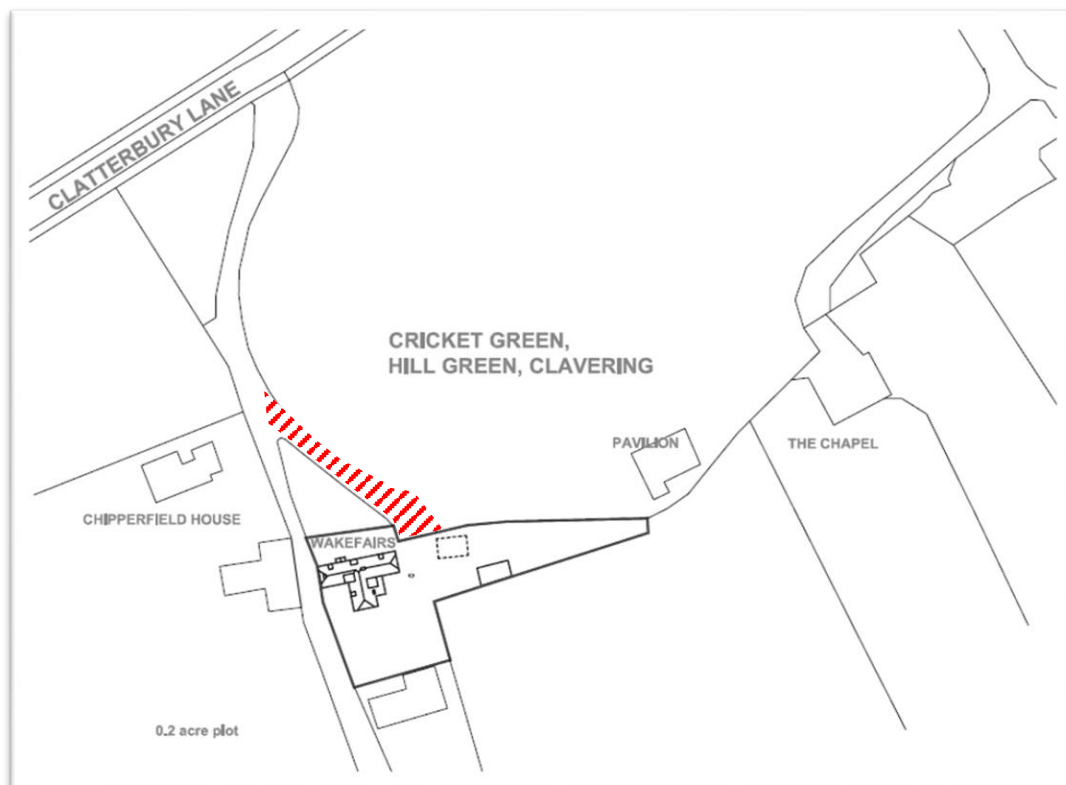 CLATTERBURY LANE
CRICKET GREEN,
HILL GREEN, CLAVERING
PAVILION
THE CHAPEL
CHIPPERFIELD HOUSE
WAKEFAIRS
0.2 acre plot